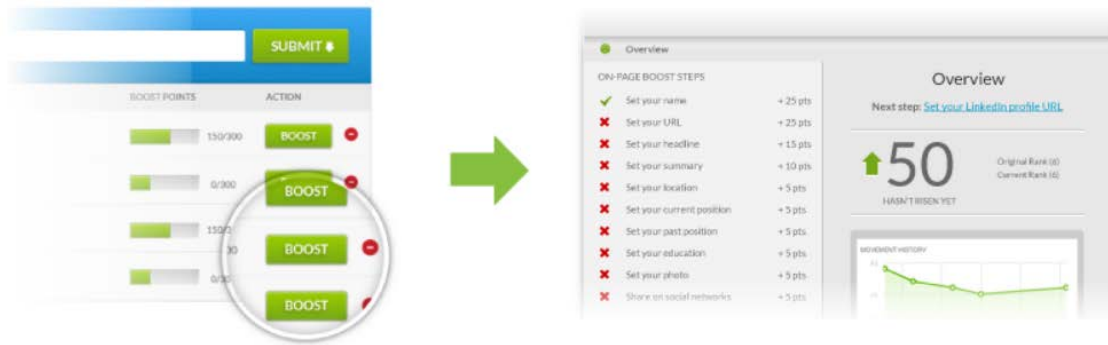 SUBMIT
BOOST POINTS ACTION
150/300 BOOST
0/300 BOOST
BOOST
BOOST
Overview
ON-PAGE BOOST STEPS
Set your name + 25 pts
Set your URL + 25 pts
Set your headline + 15 pts
Set your summary + 10 pts
Set your location + 5 pts
Set your current position + 5 pts
Set your past position + 5 pts
Set your education + 5 pts
Set your photo + 5 pts
Share on social networks + 5 pts
Overview
Next step: Set your LinkedIn profile URL
50
Original Rank
Current Rank
HASN'T RISEN YET
MOVEMENT HISTORY